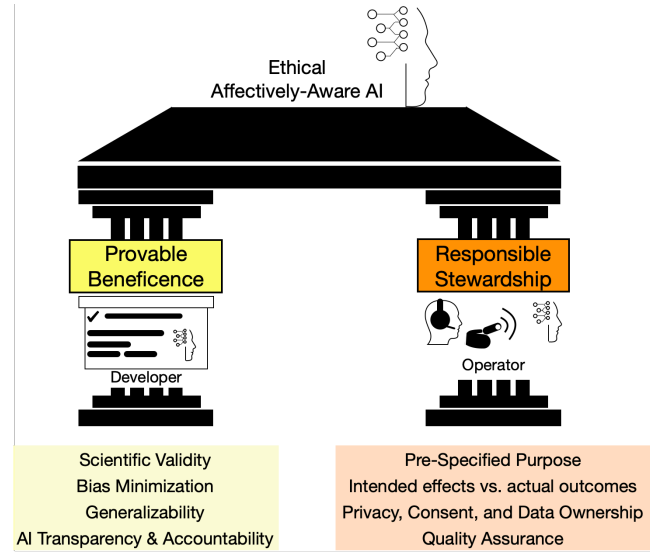 Ethical
Affectively-Aware AI
Provable
Beneficence
Responsible
Stewardship
Developer
Operator
Scientific Validity
Bias Minimization
Generalizability
AI Transparency & Accountability
Pre-Specified Purpose
Intended effects vs. actual outcomes
Privacy, Consent, and Data Ownership
Quality Assurance